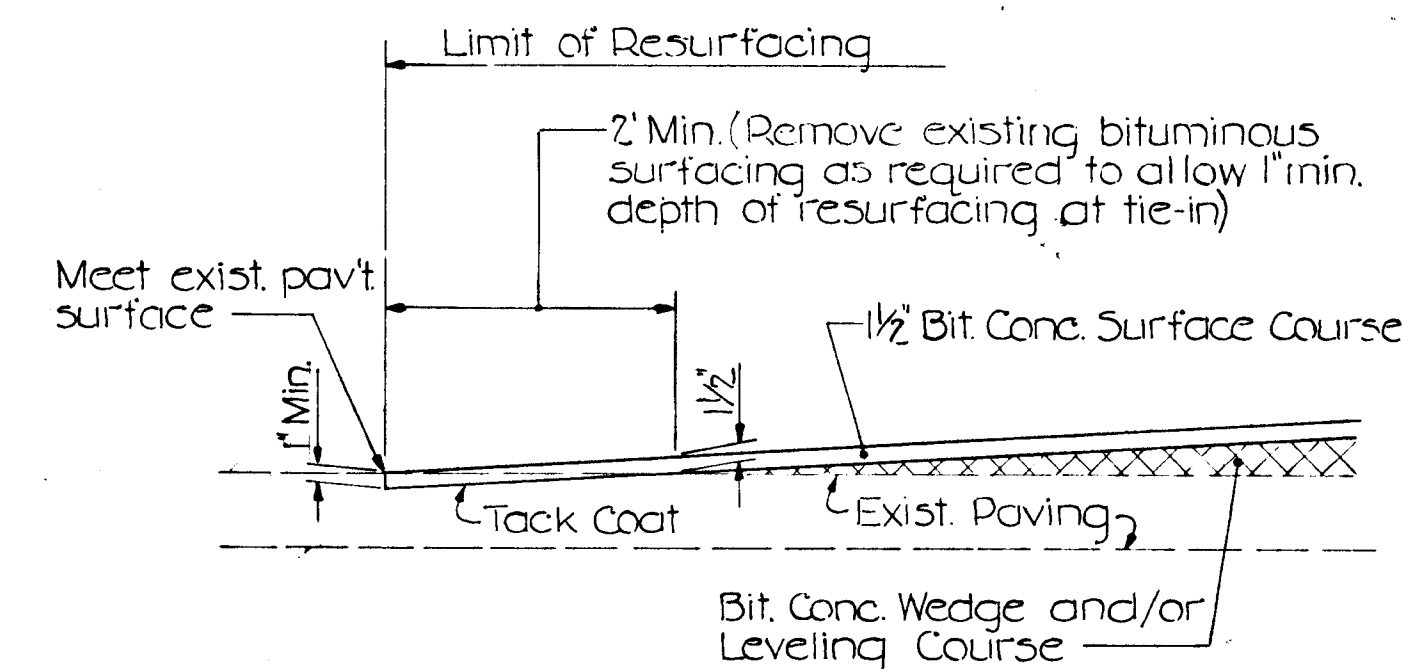 Limit of Resurfacing
2' Min. (Remove existing bituminous
surfacing as required to allow 1" min.
depth of resurfacing at tie-in)
Meet exist. pav't.
surface
1½" Bit. Conc. Surface Course
1" Min.
1½"
Tack Coat
Exist. Paving
Bit. Conc. Wedge and/or
Leveling Course